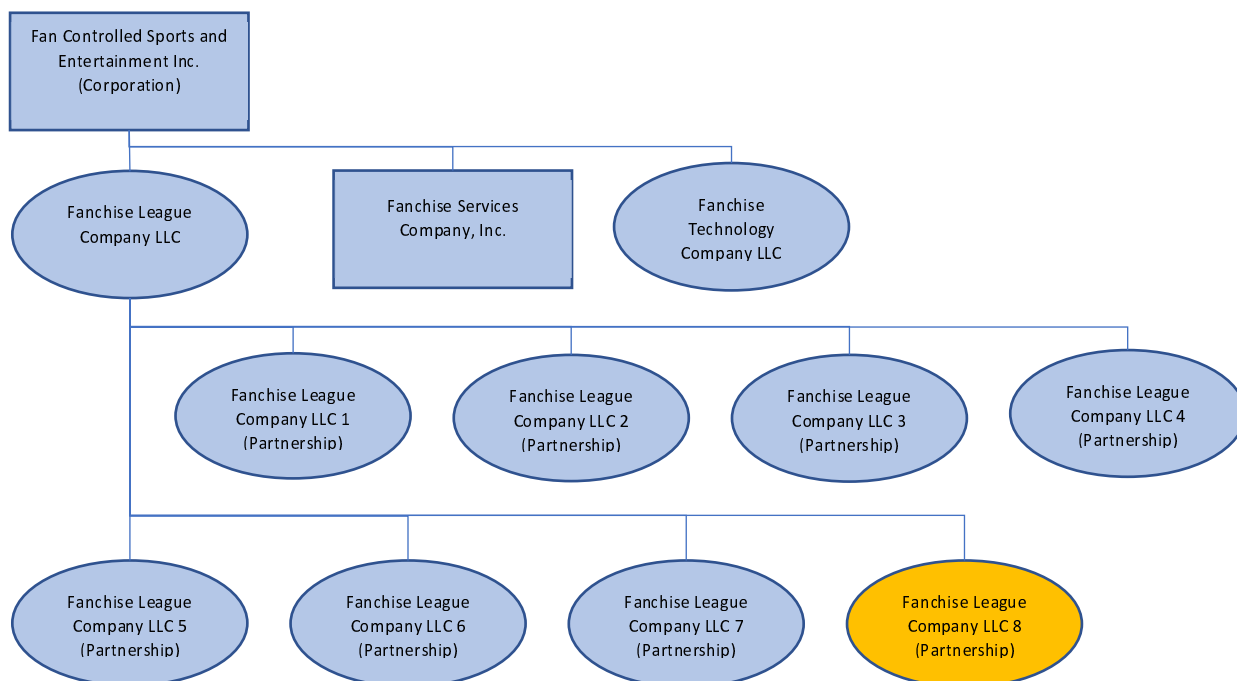 Fan Controlled Sports and
Entertainment Inc.
(Corporation)
Fanchise League
Company LLC
Fanchise Services
Company, Inc.
Fanchise
Technology
Company LLC
Fanchise League
Company LLC 1
(Partnership)
Fanchise League
Company LLC 2
(Partnership)
Fanchise League
Company LLC 3
(Partnership)
Fanchise League
Company LLC 4
(Partnership)
Fanchise League
Company LLC 5
(Partnership)
Fanchise League
Company LLC 6
(Partnership)
Fanchise League
Company LLC 7
(Partnership)
Fanchise League
Company LLC 8
(Partnership)